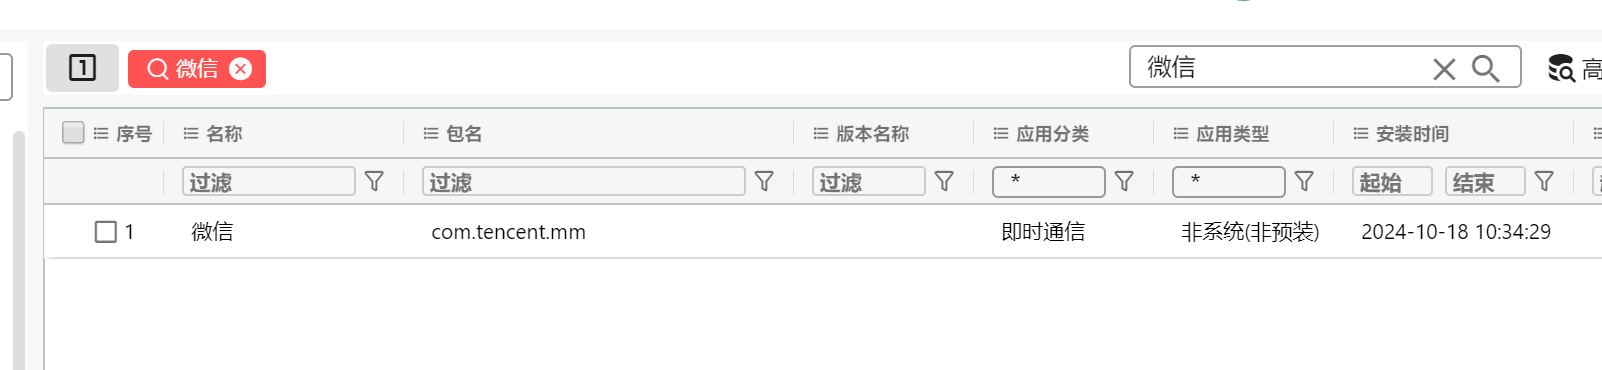 1 微信 微信 高
序号 名称 包名 版本名称 应用分类 应用类型 安装时间
过滤 过滤 过滤 * * 起始 结束
1 微信 com.tencent.mm 即时通信 非系统(非预装) 2024-10-18 10:34:29